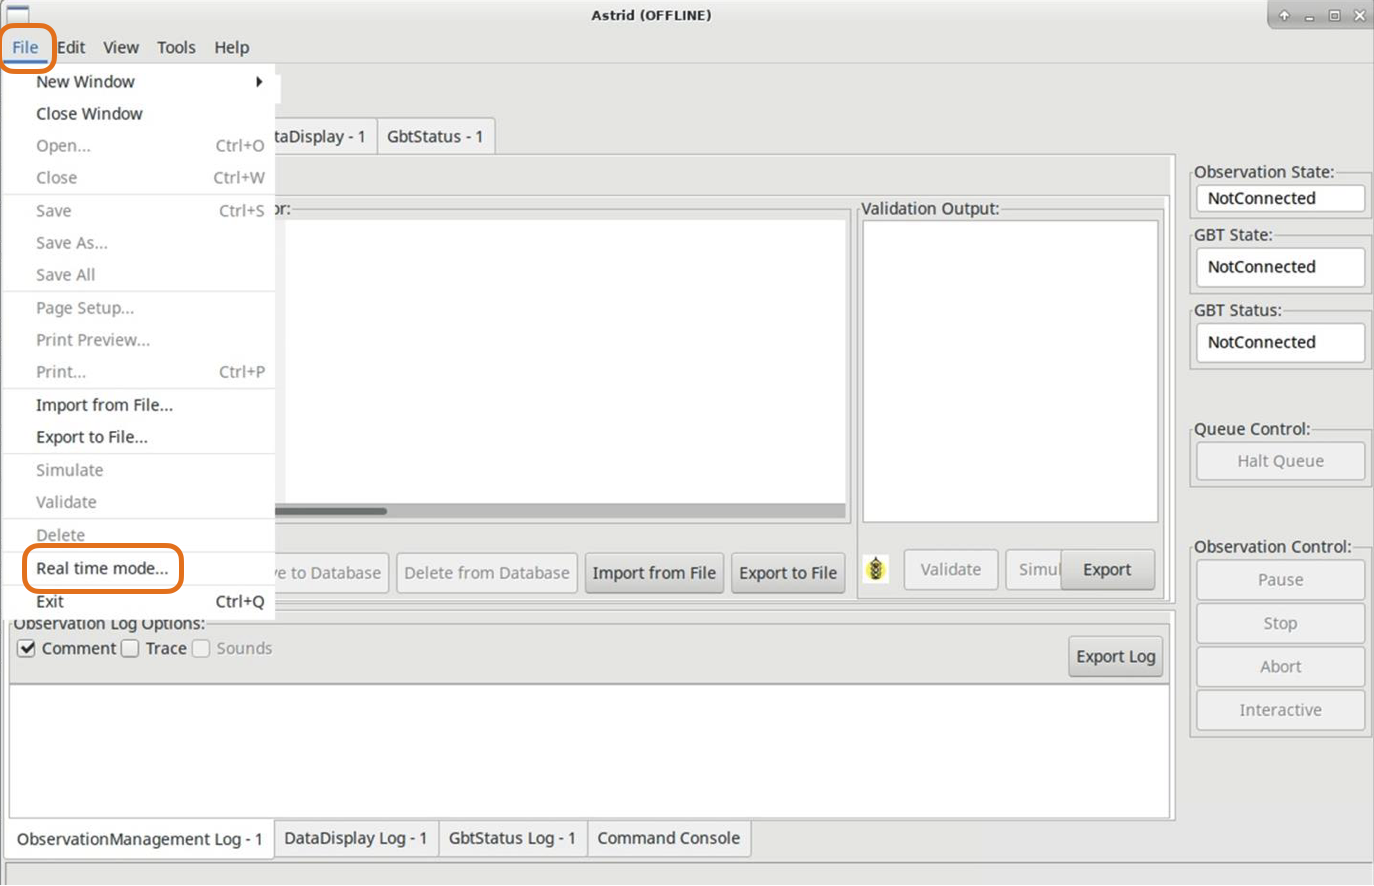 Astrid (OFFLINE)
File Edit View Tools Help
New Window
Close Window
Open... Ctrl+O
Close Ctrl+W
Save Ctrl+S
Save As...
Save All
Page Setup...
Print Preview...
Print... Ctrl+P
Import from File...
Export to File...
Simulate
Validate
Delete
Real time mode...
Exit Ctrl+Q
taDisplay - 1 GbtStatus - 1
or:
Validation Output:
ve to Database Delete from Database Import from File Export to File
Validate Simul Export
Observation State:
NotConnected
GBT State:
NotConnected
GBT Status:
NotConnected
Queue Control:
Halt Queue
Observation Control:
Pause
Stop
Abort
Interactive
Observation Log Options:
Comment Trace Sounds Export Log
ObservationManagement Log - 1 DataDisplay Log - 1 GbtStatus Log - 1 Command Console